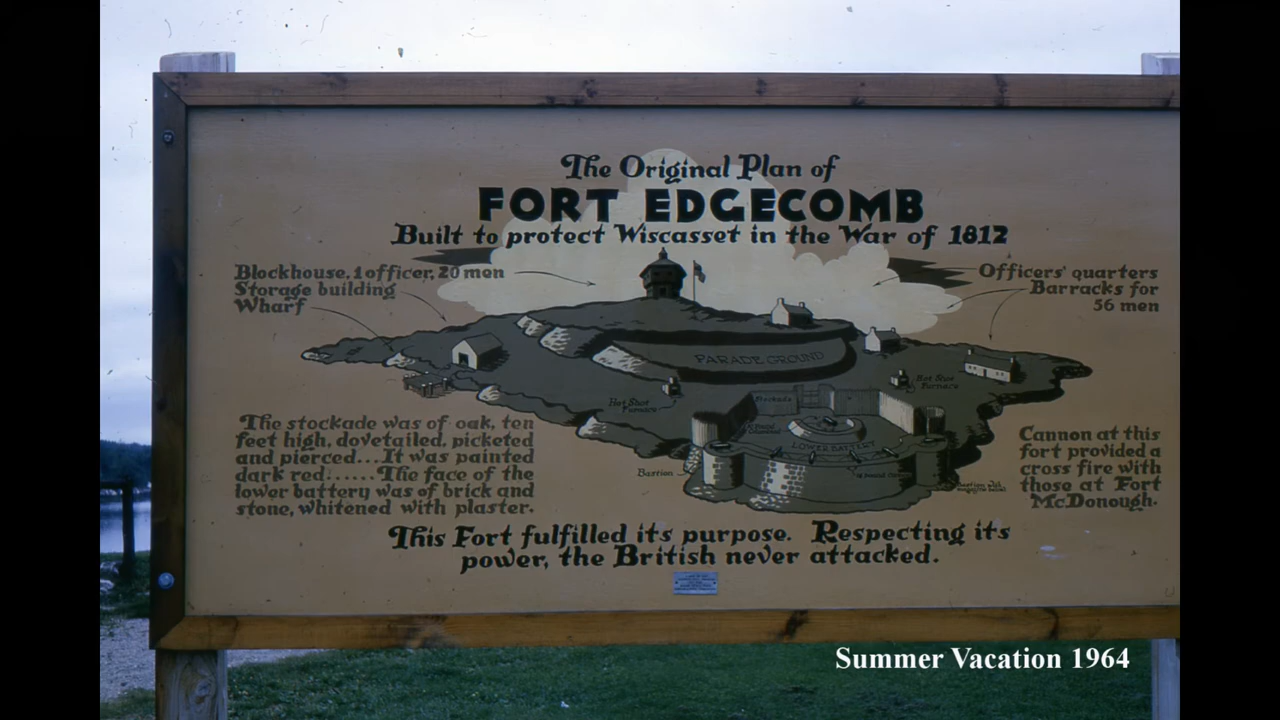 The Original Plan of
FORT EDGECOMB
Built to protect Wiscasset in the War of 1812
Blockhouse, 1 officer, 20 men
Storage building
Wharf
Officers' quarters
Barracks for
56 men
PARADE GROUND
Hot Shot
Furnace
Hot Shot
Furnace
Stockade
LOWER BATTERY
Bastion
The stockade was of oak, ten
feet high, dovetailed, picketed
and pierced... It was painted
dark red...... The face of the
lower battery was of brick and
stone, whitened with plaster.
Cannon at this
fort provided a
cross fire with
those at Fort
McDonough.
This Fort fulfilled its purpose. Respecting its
power, the British never attacked.
Summer Vacation 1964